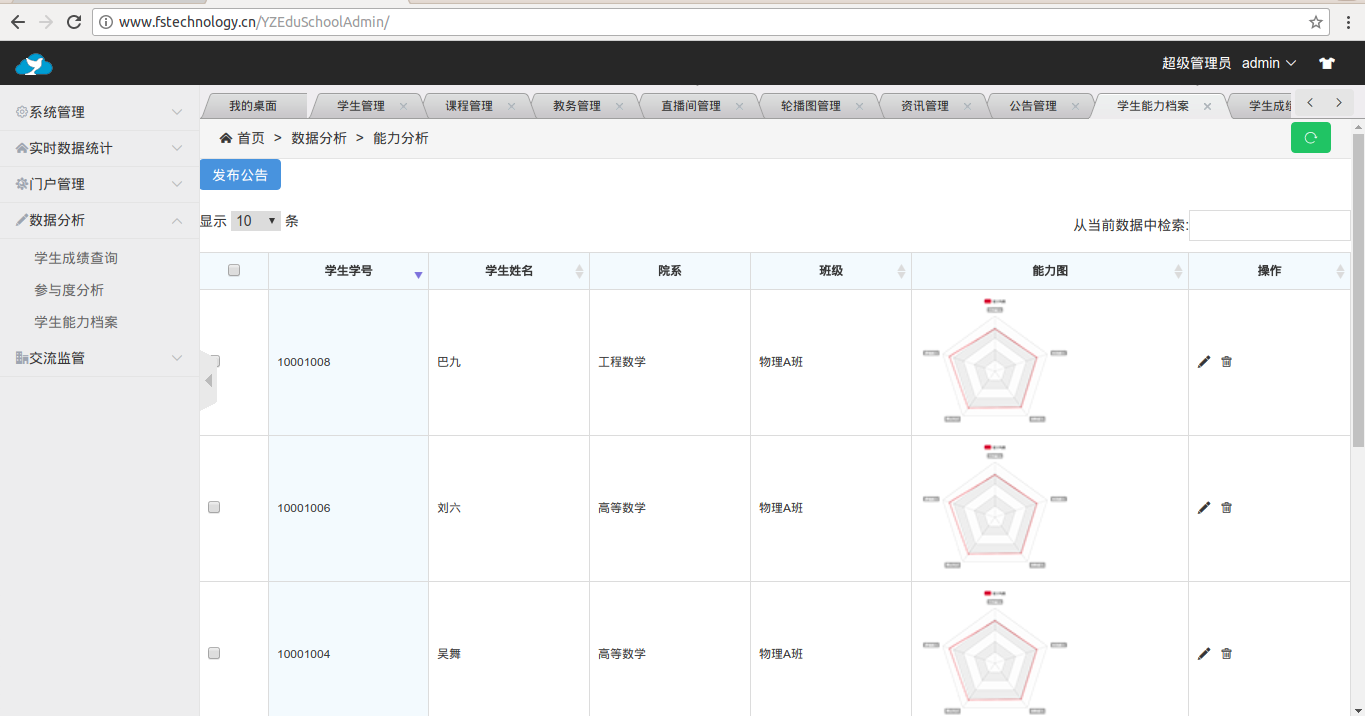 www.fstechnology.cn/YZEduSchoolAdmin/
超级管理员 admin
系统管理
实时数据统计
门户管理
数据分析
学生成绩查询
参与度分析
学生能力档案
交流监管
我的桌面 学生管理 课程管理 教务管理 直播间管理 轮播图管理 资讯管理 公告管理 学生能力档案 学生成
首页 > 数据分析 > 能力分析
发布公告
显示 10 条
从当前数据中检索:
学生学号 学生姓名 院系 班级 能力图 操作
10001008 巴九 工程数学 物理A班
10001006 刘六 高等数学 物理A班
10001004 吴舞 高等数学 物理A班